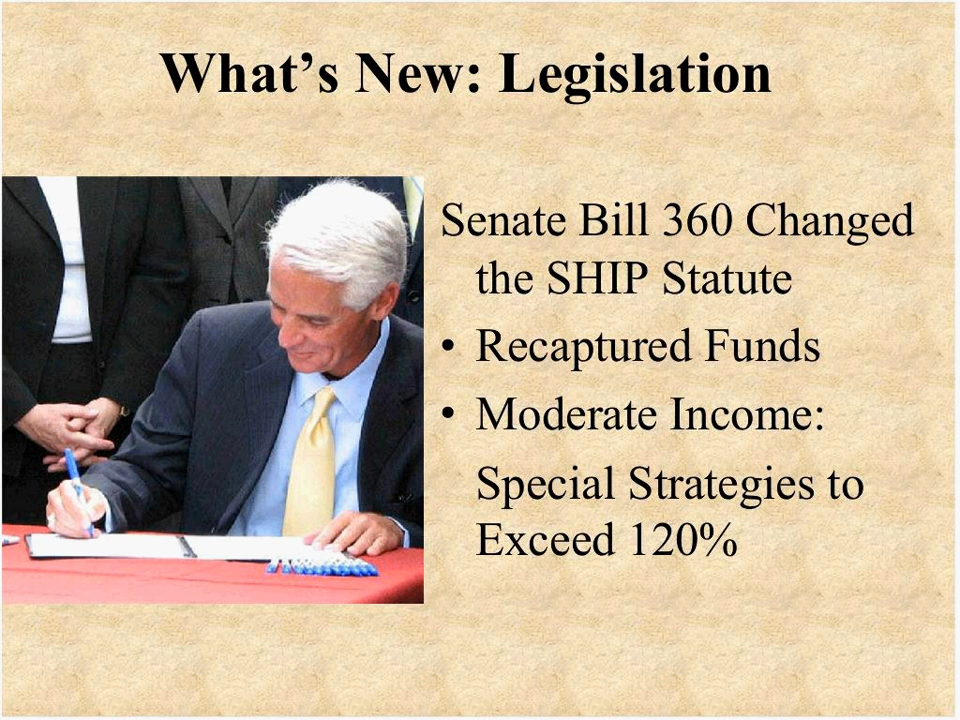 What’s New: Legislation
Senate Bill 360 Changed
the SHIP Statute
• Recaptured Funds
• Moderate Income:
Special Strategies to
Exceed 120%